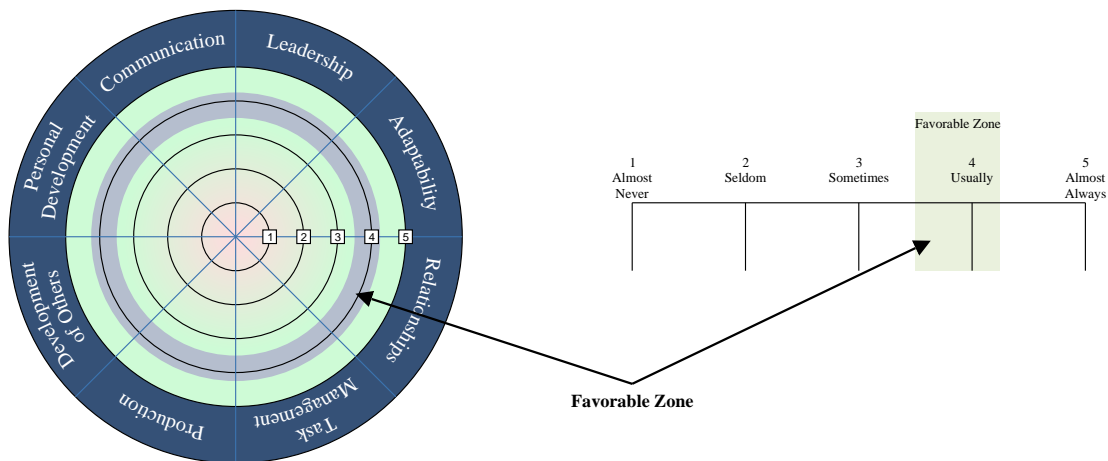 Communication
Leadership
Adaptability
Relationships
Task
Management
Production
Development
of Others
Personal
Development
1
2
3
4
5
Favorable Zone
1
Almost
Never
2
Seldom
3
Sometimes
4
Usually
5
Almost
Always
Favorable Zone